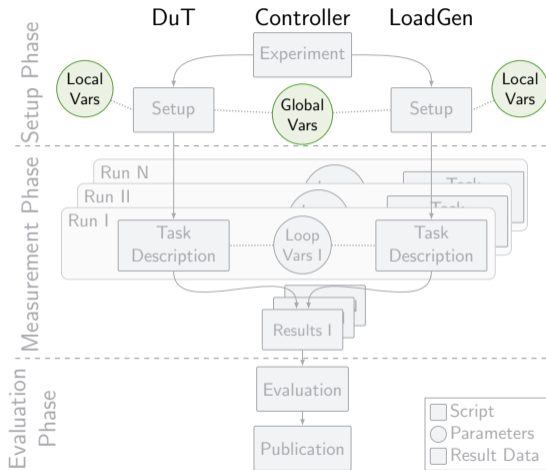 DuT Controller LoadGen
Setup Phase
Experiment
Local
Vars
Setup
Global
Vars
Setup
Local
Vars
Measurement Phase
Run N
Run II
Run I
Task
Description
Loop
Vars I
Task
Description
Results I
Evaluation
Phase
Evaluation
Publication
Script
Parameters
Result Data